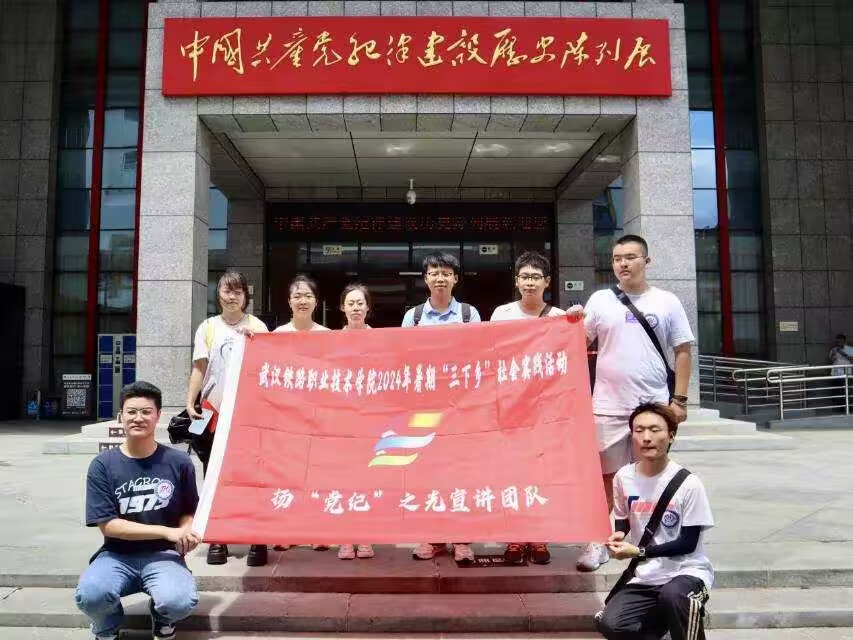 中国共产党纪律建设历史陈列展
武汉铁路职业技术学院2024年暑期“三下乡”社会实践活动
扬“党纪”之光宣讲团队
STAGRO
1975